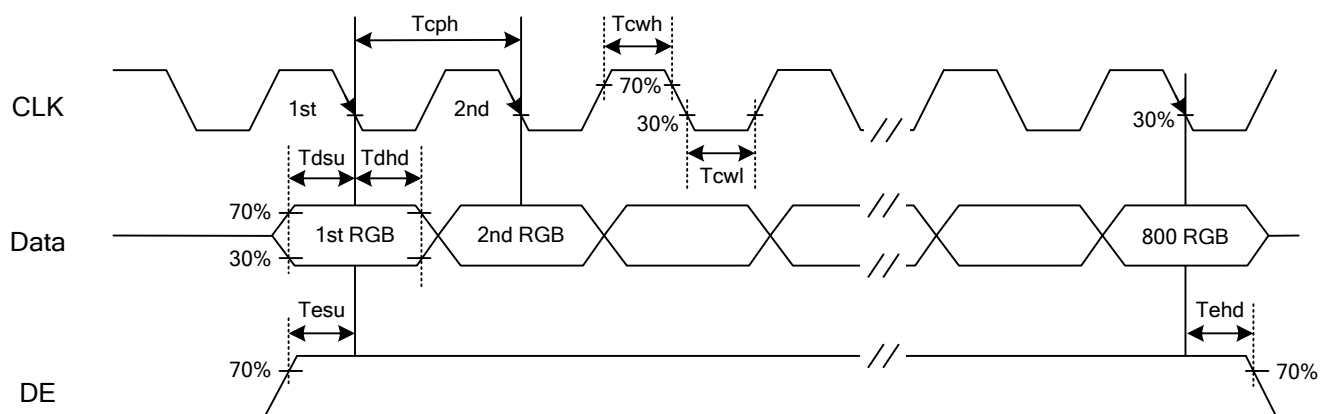 Tcph
Tcwh
CLK
1st
2nd
70%
30%
30%
Tcwl
Tdsu
Tdhd
70%
Data
1st RGB
2nd RGB
800 RGB
30%
Tesu
Tehd
70%
70%
DE